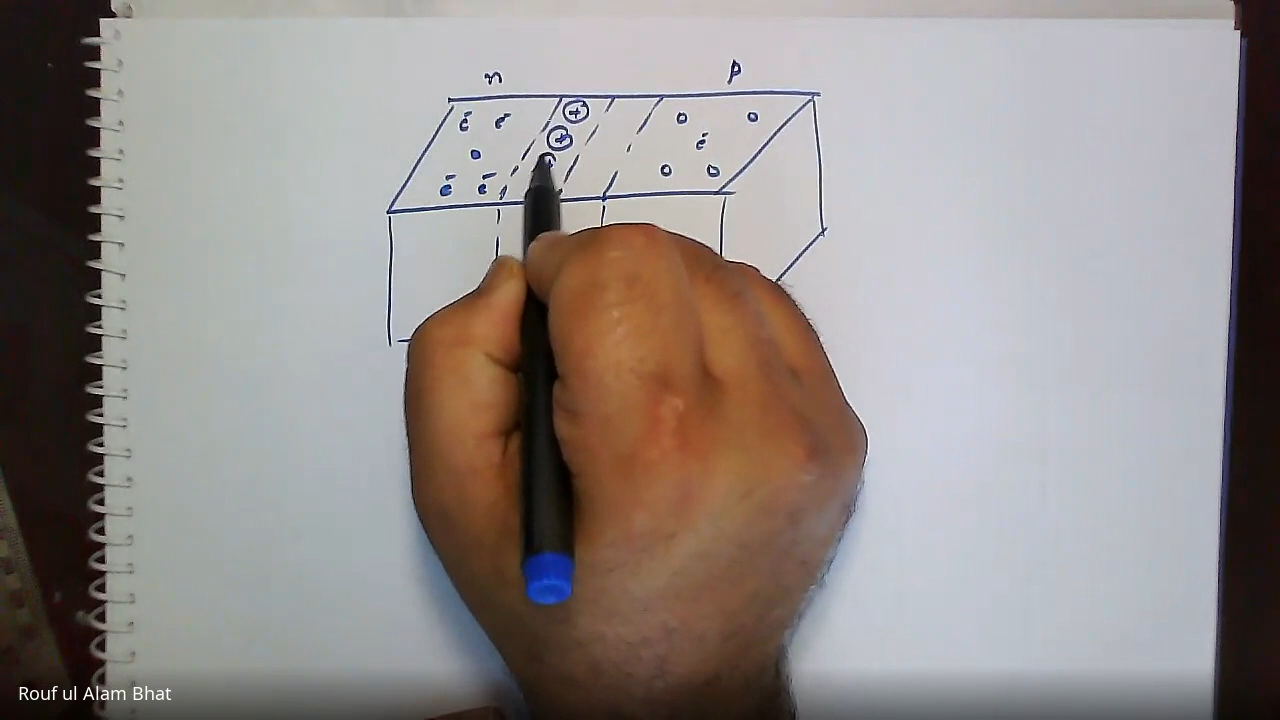 n p
ē ē + o o
o + ē
ē ē o o
Rouf ul Alam Bhat